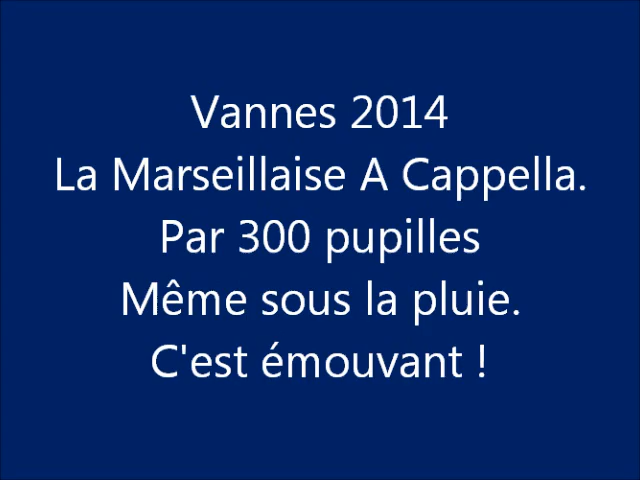 Vannes 2014
La Marseillaise A Cappella.
Par 300 pupilles
Même sous la pluie.
C'est émouvant !